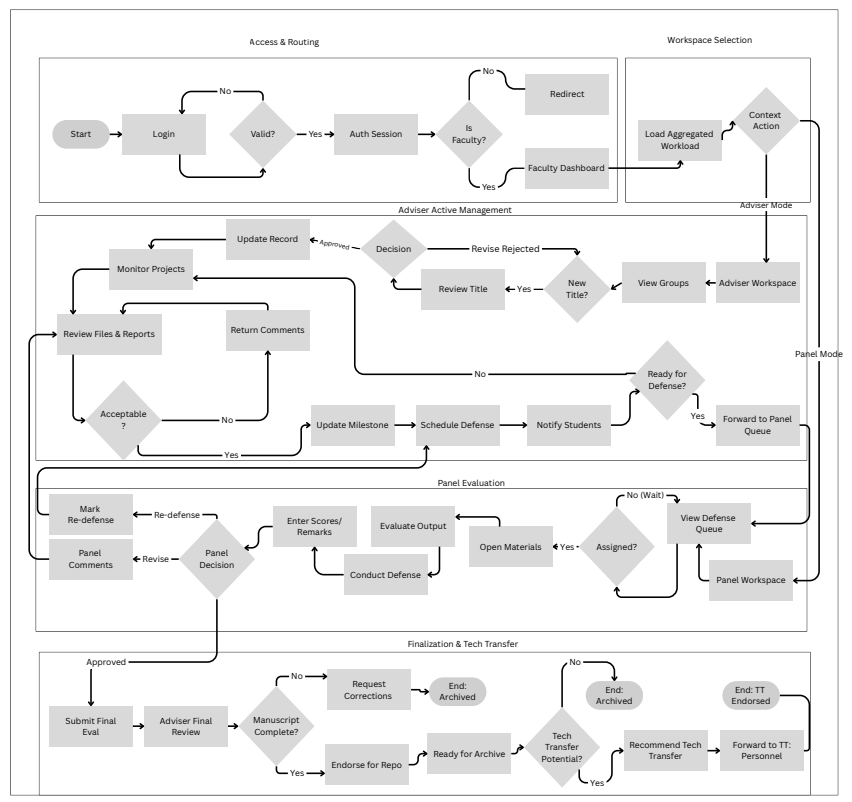 Access & Routing
Workspace Selection
No
Redirect
Start
Login
Valid?
Yes
Auth Session
Is
Faculty?
Yes
Faculty Dashboard
Load Aggregated
Workload
Context
Action
Adviser Mode
Adviser Active Management
Update Record
Approved
Decision
Revise Rejected
Monitor Projects
Review Title
Yes
New
Title?
View Groups
Adviser Workspace
Review Files & Reports
Return Comments
Panel Mode
No
Ready for
Defense?
Acceptable
?
No
Yes
Update Milestone
Schedule Defense
Notify Students
Yes
Forward to Panel
Queue
Panel Evaluation
No (Wait)
Mark
Re-defense
Re-defense
Enter Scores/
Remarks
Evaluate Output
View Defense
Queue
Panel
Comments
Revise
Panel
Decision
Conduct Defense
Open Materials
Yes
Assigned?
Panel Workspace
Finalization & Tech Transfer
Approved
No
Request
Corrections
End:
Archived
No
End:
Archived
End: TT
Endorsed
Submit Final
Eval
Adviser Final
Review
Manuscript
Complete?
Yes
Endorse for Repo
Ready for Archive
Tech
Transfer
Potential?
Yes
Recommend Tech
Transfer
Forward to TT:
Personnel
No